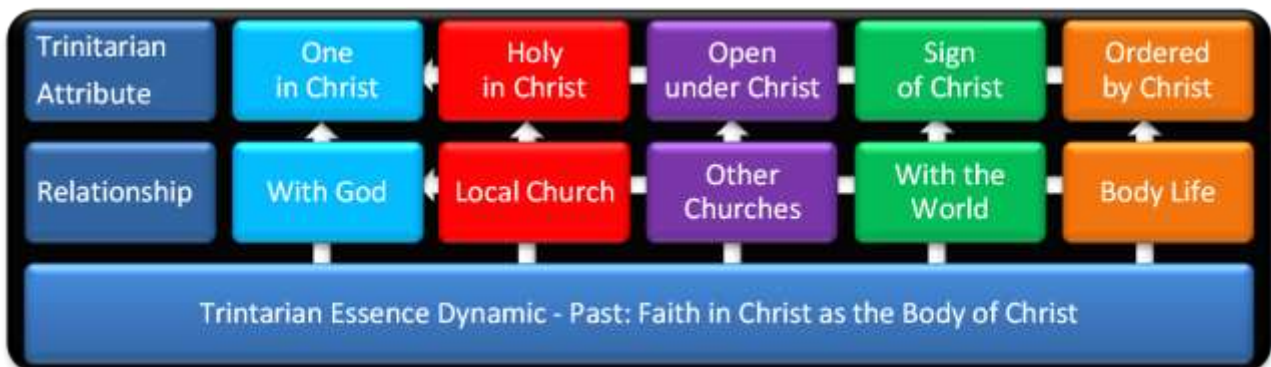 Trinitarian
Attribute
One
in Christ
Holy
in Christ
Open
under Christ
Sign
of Christ
Ordered
by Christ
Relationship
With God
Local Church
Other
Churches
With the
World
Body Life
Trintarian Essence Dynamic - Past: Faith in Christ as the Body of Christ